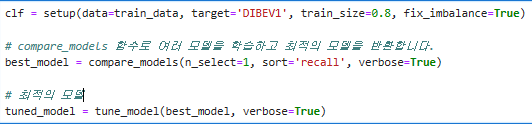 clf = setup(data=train_data, target='DIBEV1', train_size=0.8, fix_imbalance=True)
# compare_models 함수로 여러 모델을 학습하고 최적의 모델을 반환합니다.
best_model = compare_models(n_select=1, sort='recall', verbose=True)
# 최적의 모델
tuned_model = tune_model(best_model, verbose=True)